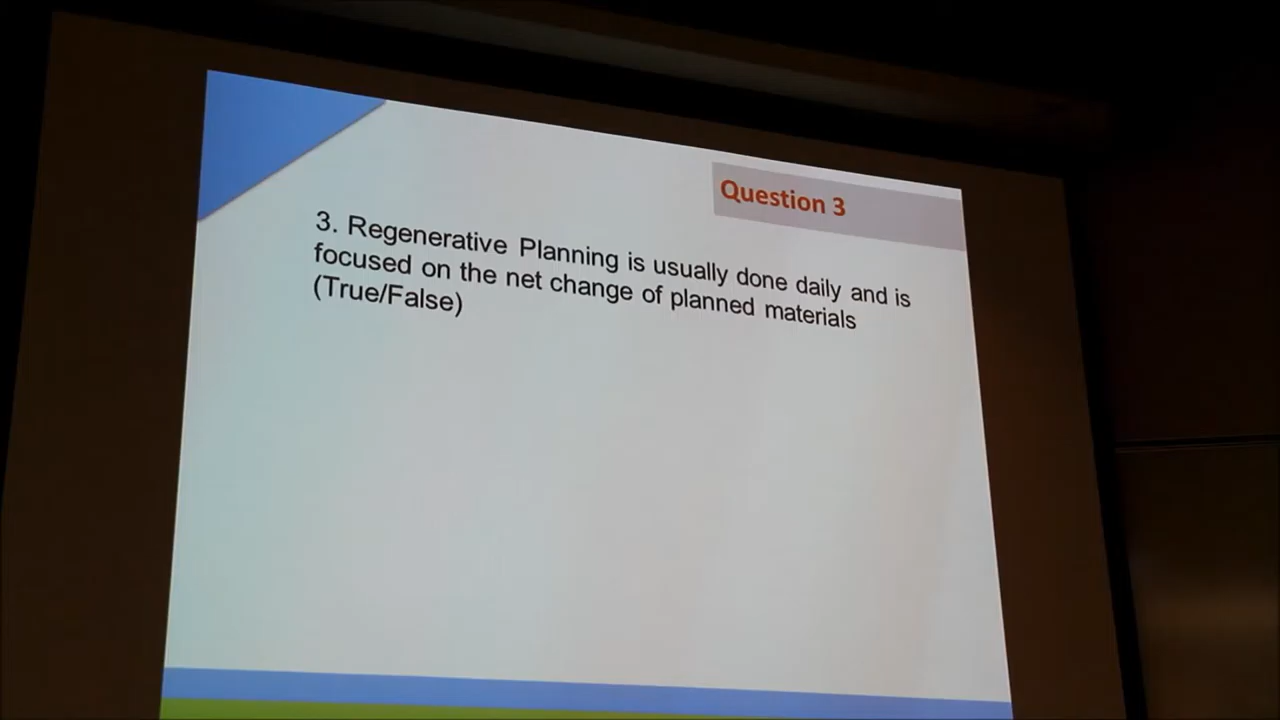 Question 3
3. Regenerative Planning is usually done daily and is
focused on the net change of planned materials
(True/False)